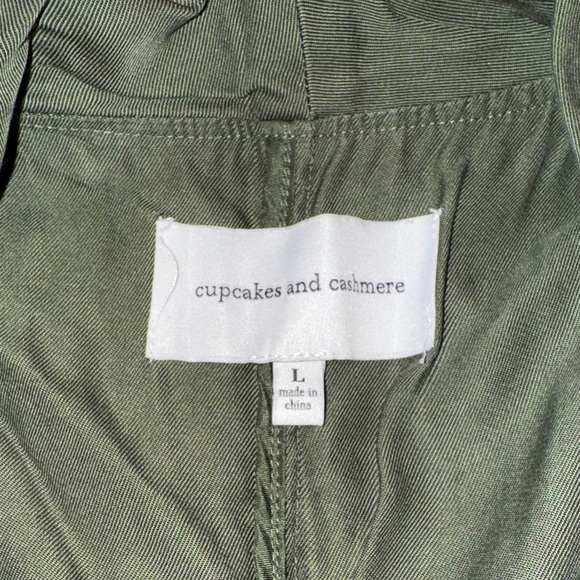 cupcakes and cashmere
L
made in
china